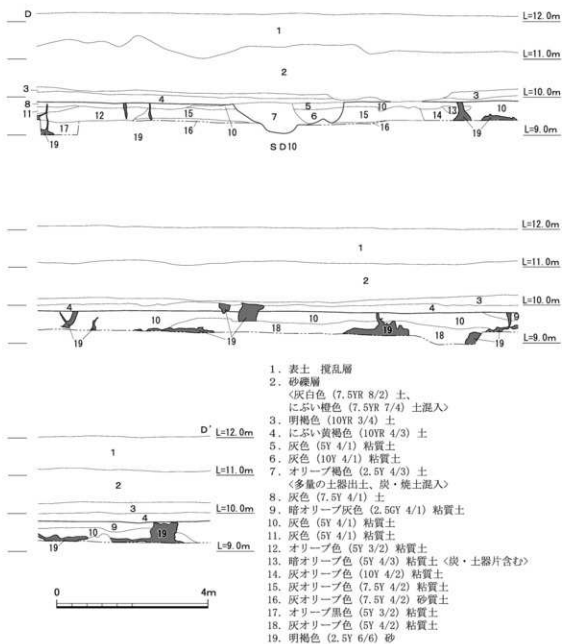 D
1
L=12.0m
L=11.0m
2
3
4
3
L=10.0m
8
11
12
15
7
5
6
10
15
14
13
10
L=9.0m
17
19
16
10
16
19
19
SD10
L=12.0m
1
L=11.0m
2
3
L=10.0m
4
4
10
19
10
18
10
10
9
19
19
19
18
19
L=9.0m
D' L=12.0m
1
L=11.0m
2
L=10.0m
3
4
9
10
19
L=9.0m
19
0 4m
1. 表土 撹乱層
2. 砂礫層
<灰白色 (7.5YR 8/2) 土、
にぶい橙色 (7.5YR 7/4) 土混入>
3. 明褐色 (10YR 3/4) 土
4. にぶい黄褐色 (10YR 4/3) 土
5. 灰色 (5Y 4/1) 粘質土
6. 灰色 (10Y 4/1) 粘質土
7. オリーブ褐色 (2.5Y 4/3) 土
<多量の土器出土、炭・焼土混入>
8. 灰色 (7.5Y 4/1) 土
9. 暗オリーブ灰色 (2.5GY 4/1) 粘質土
10. 灰色 (5Y 4/1) 粘質土
11. 灰色 (5Y 4/1) 粘質土
12. オリーブ色 (5Y 3/2) 粘質土
13. 暗オリーブ色 (5Y 4/3) 粘質土 <炭・土器片含む>
14. 灰オリーブ色 (10Y 4/2) 粘質土
15. 灰オリーブ色 (7.5Y 4/2) 粘質土
16. 灰オリーブ色 (7.5Y 4/2) 砂質土
17. オリーブ黒色 (5Y 3/2) 粘質土
18. 灰オリーブ色 (5Y 4/2) 粘質土
19. 明褐色 (2.5Y 6/6) 砂